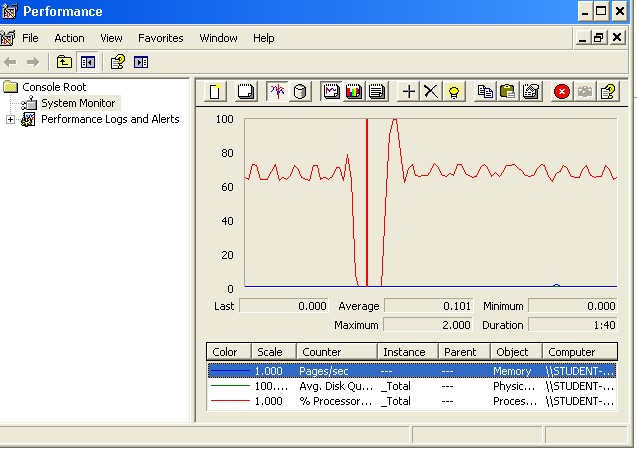 Performance
File Action View Favorites Window Help
Console Root
System Monitor
Performance Logs and Alerts
100
80
60
40
20
0
Last 0.000 Average 0.101 Minimum 0.000
Maximum 2.000 Duration 1:40
Color Scale Counter Instance Parent Object Computer
1.000 Pages/sec --- --- Memory \\STUDENT-...
100.... Avg. Disk Qu... _Total --- Physic... \\STUDENT-...
1.000 % Processor... _Total --- Proces... \\STUDENT-...